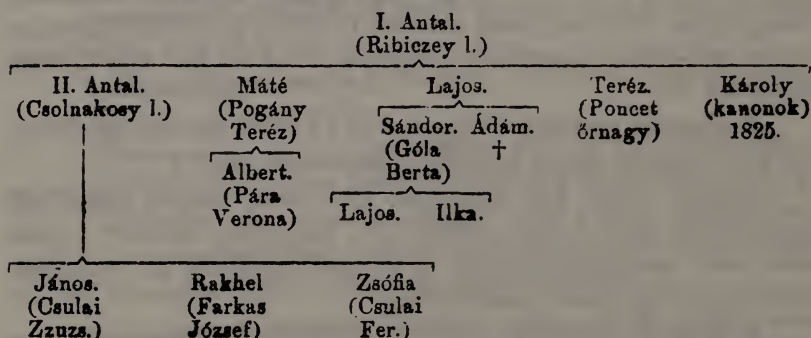 I. Antal.
(Ribiczey l.)
II. Antal. Máté Lajos. Teréz. Károly
(Csolnakosy l.) (Pogány (Poncet (kanonok)
Teréz) Sándor. Ádám. őrnagy) 1825.
(Góla †
Albert. Berta)
(Pára
Verona) Lajos. Ilka.
János. Rakhel Zsófia
(Csulai (Farkas (Csulai
Zzuzs.) József) Fer.)